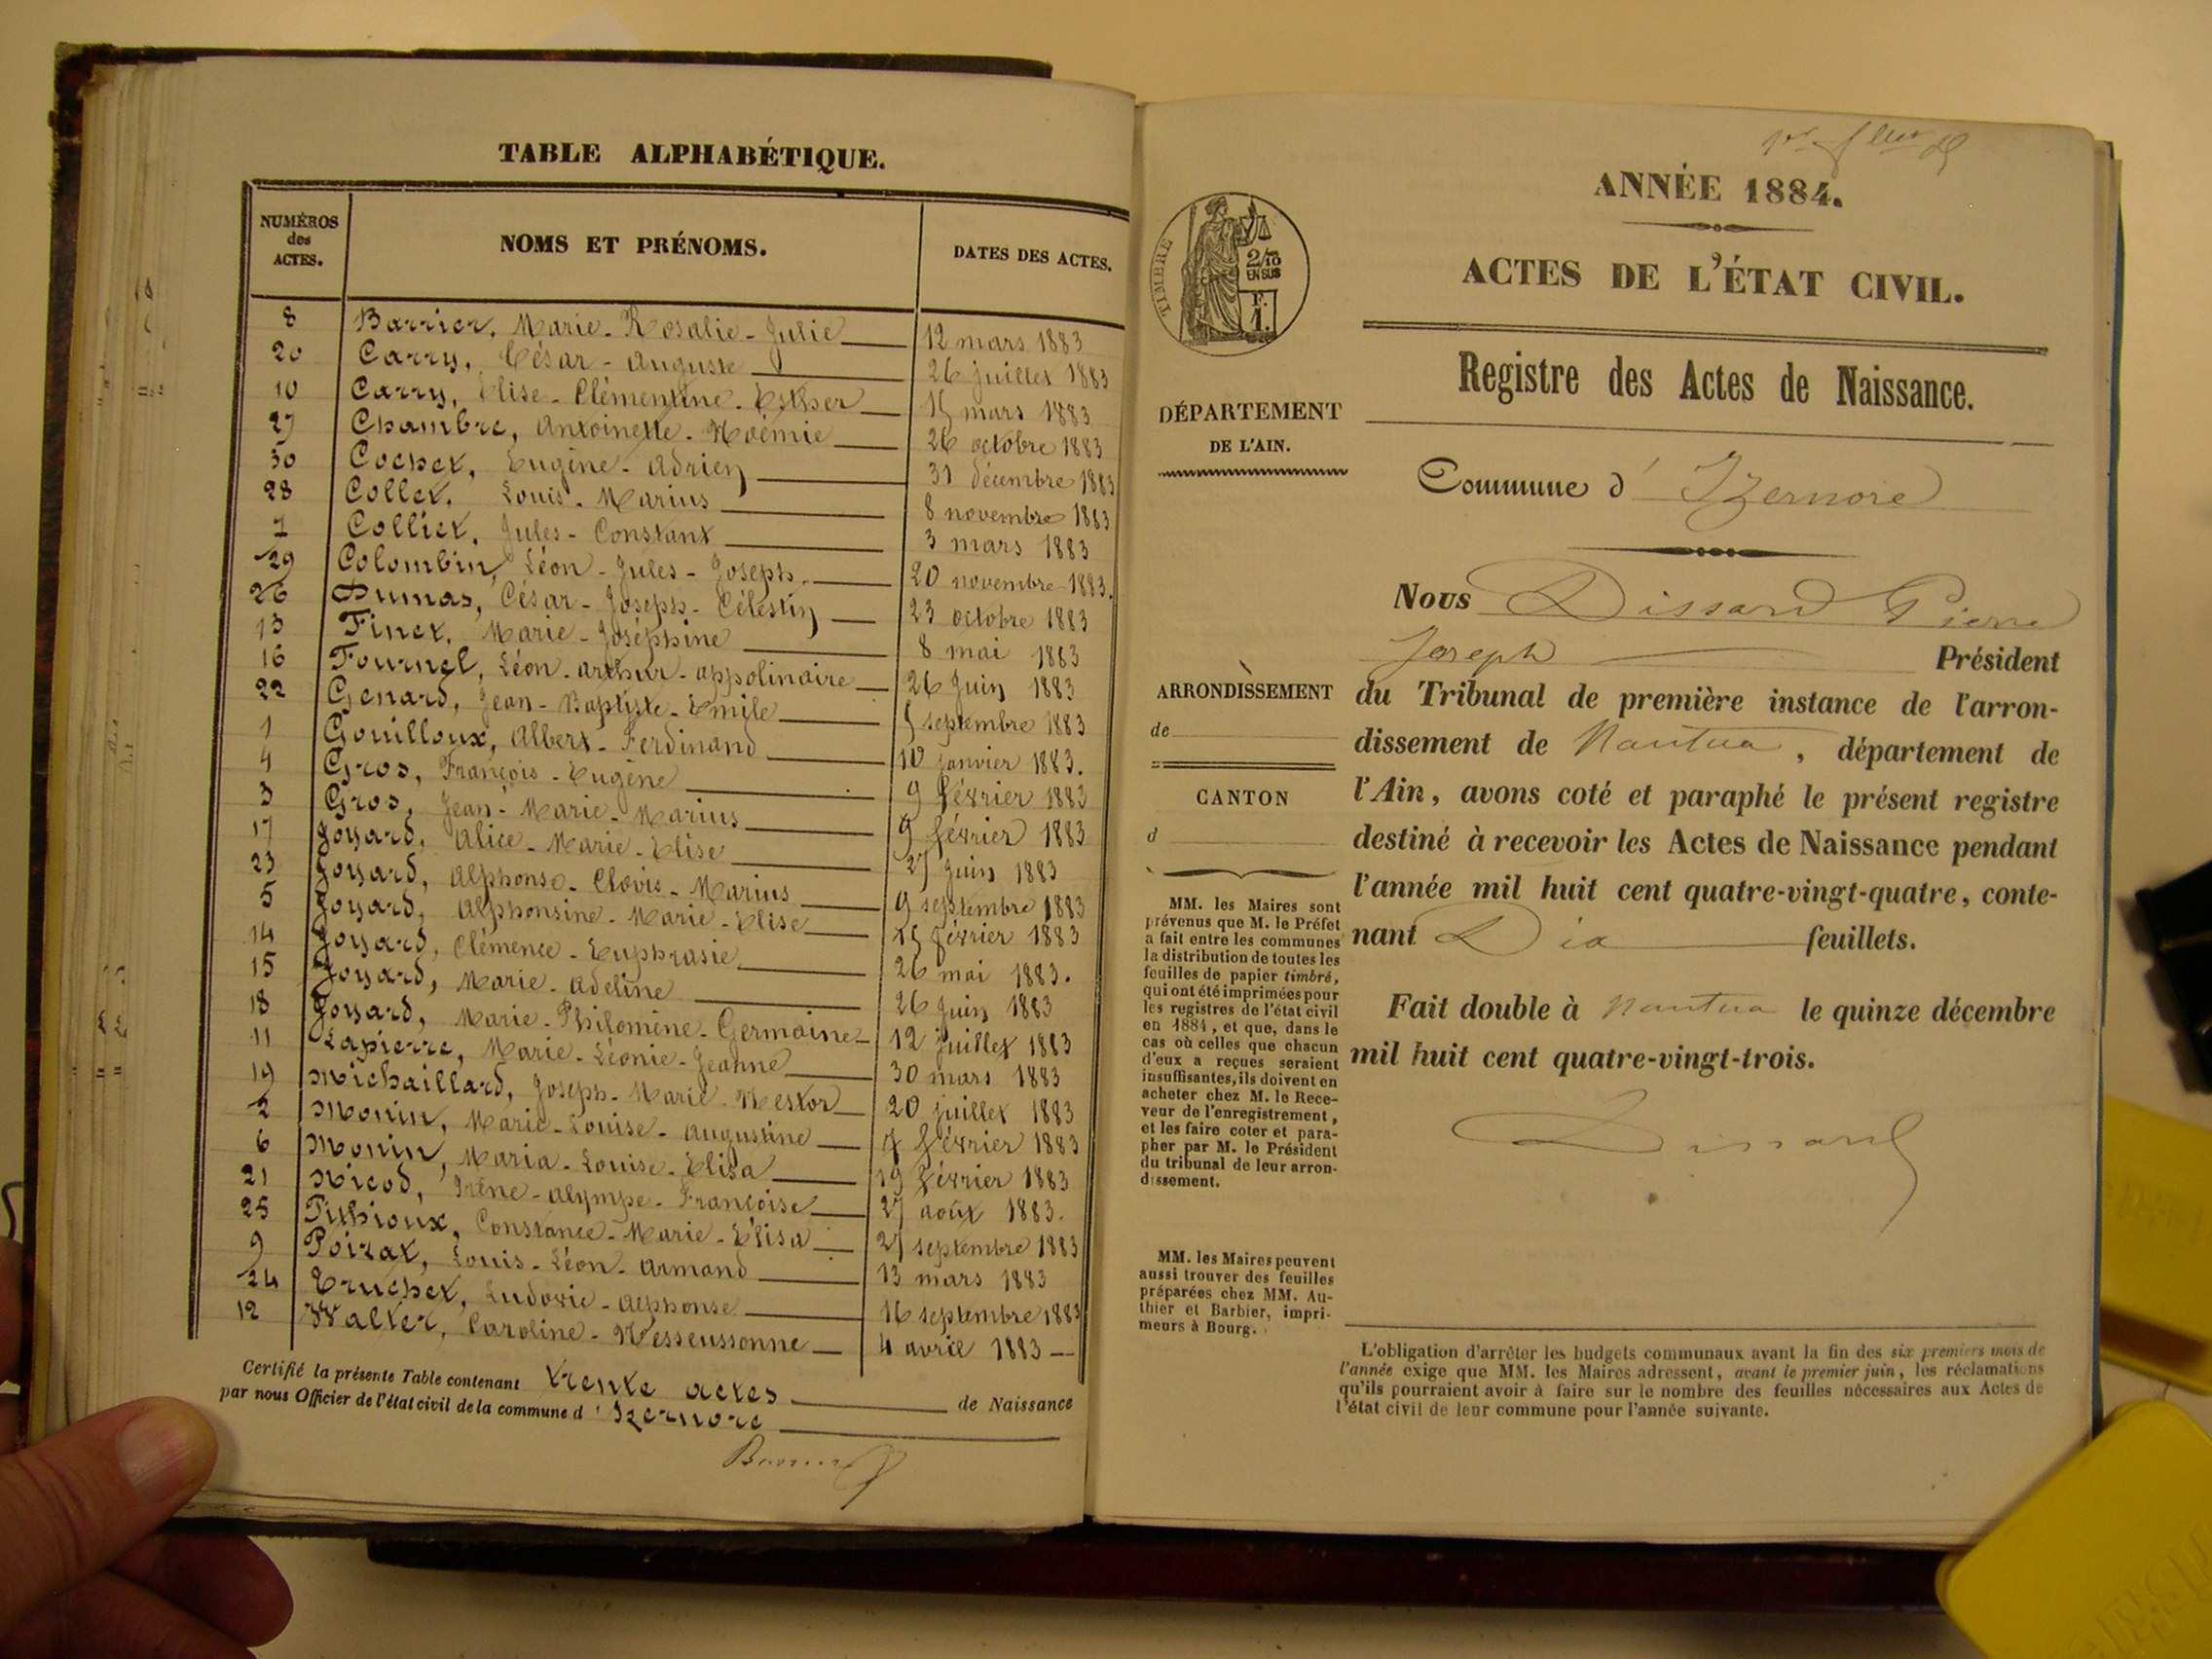 TABLE ALPHABÉTIQUE.
NUMÉROS
des
ACTES.
NOMS ET PRÉNOMS.
DATES DES ACTES.
8 Barrier, Marie-Rosalie-Julie 12 mars 1883
20 Carry, César-Auguste 26 juillet 1883
10 Carry, Elise-Clémentine-Esther 15 mars 1883
27 Chambre, Antoinette-Noémie 26 octobre 1883
30 Cochet, Eugène-Adrien 31 décembre 1883
28 Collet, Louis-Marius 8 novembre 1883
7 Colliet, Jules-Constant 3 mars 1883
29 Colombin, Léon-Jules-Joseph 20 novembre 1883.
26 Dumas, César-Joseph-Célestin 23 octobre 1883
13 Finet, Marie-Joséphine 8 mai 1883
16 Fournel, Léon-arthur-appolinaire 26 Juin 1883
22 Genard, Jean-Baptiste-Emile 5 septembre 1883
1 Gouilloux, Albert-Ferdinand 10 janvier 1883.
4 Gros, François-Eugène 9 février 1883
3 Gros, Jean-Marie-Marius 9 février 1883
17 Joyard, Alice-Marie-Elise 27 Juin 1883
23 Joyard, Alphonse-Clovis-Marius 9 septembre 1883
5 Joyard, Alphonsine-Marie-Elise 15 février 1883
14 Joyard, Clémence-Euphrasie 26 mai 1883.
15 Joyard, Marie-Adeline 26 Juin 1883
18 Joyard, Marie-Philomène-Germaine 12 juillet 1883
11 Lapierre, Marie-Léonie-Jeanne 30 mars 1883
19 Michaillard, Joseph-Marie-Nestor 20 juillet 1883
2 Monin, Marie-Louise-Augustine février 1883
6 Monin, Maria-Louise-Elisa 19 février 1883
21 Nicod, Irène-Olympe-Françoise 27 août 1883.
25 Pithioux, Constance-Marie-Elisa 27 septembre 1883
9 Poizat, Louis-Léon-Armand 13 mars 1883
24 Truchet, Ludovic-Alphonse 16 septembre 1883
12 Walter, Caroline 4 avril 1883
Certifié la présente Table contenant trente actes de Naissance
par nous Officier de l'état civil de la commune d'Izernore
ANNÉE 1884.
ACTES DE L'ÉTAT CIVIL.
TIMBRE
2/10
EN SUS
F.
1.
Registre des Actes de Naissance.
DÉPARTEMENT
DE L'AIN.
Commune d'Izernore
Nous Dissard Pierre
Joseph Président
du Tribunal de première instance de l'arron-
dissement de Nantua, département de
l'Ain, avons coté et paraphé le présent registre
destiné à recevoir les Actes de Naissance pendant
l'année mil huit cent quatre-vingt-quatre, conte-
nant Dix feuillets.
Fait double à Nantua le quinze décembre
mil huit cent quatre-vingt-trois.
Dissard
ARRONDISSEMENT
de
CANTON
d
MM. les Maires sont
prévenus que M. le Préfet
a fait entre les communes
la distribution de toutes les
feuilles de papier timbré,
qui ont été imprimées pour
les registres de l'état civil
en 1884, et que, dans le
cas où celles que chacun
d'eux a reçues seraient
insuffisantes, ils doivent en
acheter chez M. le Rece-
veur de l'enregistrement,
et les faire coter et para-
pher par M. le Président
du tribunal de leur arron-
dissement.
MM. les Maires peuvent
aussi trouver des feuilles
préparées chez MM. Au-
thier et Barbier, impri-
meurs à Bourg.
L'obligation d'arrêter les budgets communaux avant la fin des six premiers mois de
l'année exige que MM. les Maires adressent, avant le premier juin, les réclamations
qu'ils pourraient avoir à faire sur le nombre des feuilles nécessaires aux Actes de
l'état civil de leur commune pour l'année suivante.